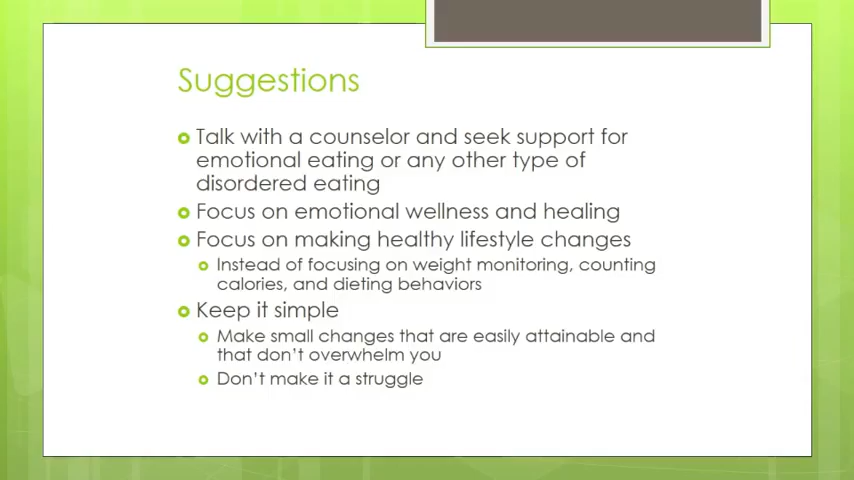 Suggestions
Talk with a counselor and seek support for
emotional eating or any other type of
disordered eating
Focus on emotional wellness and healing
Focus on making healthy lifestyle changes
Instead of focusing on weight monitoring, counting
calories, and dieting behaviors
Keep it simple
Make small changes that are easily attainable and
that don't overwhelm you
Don't make it a struggle